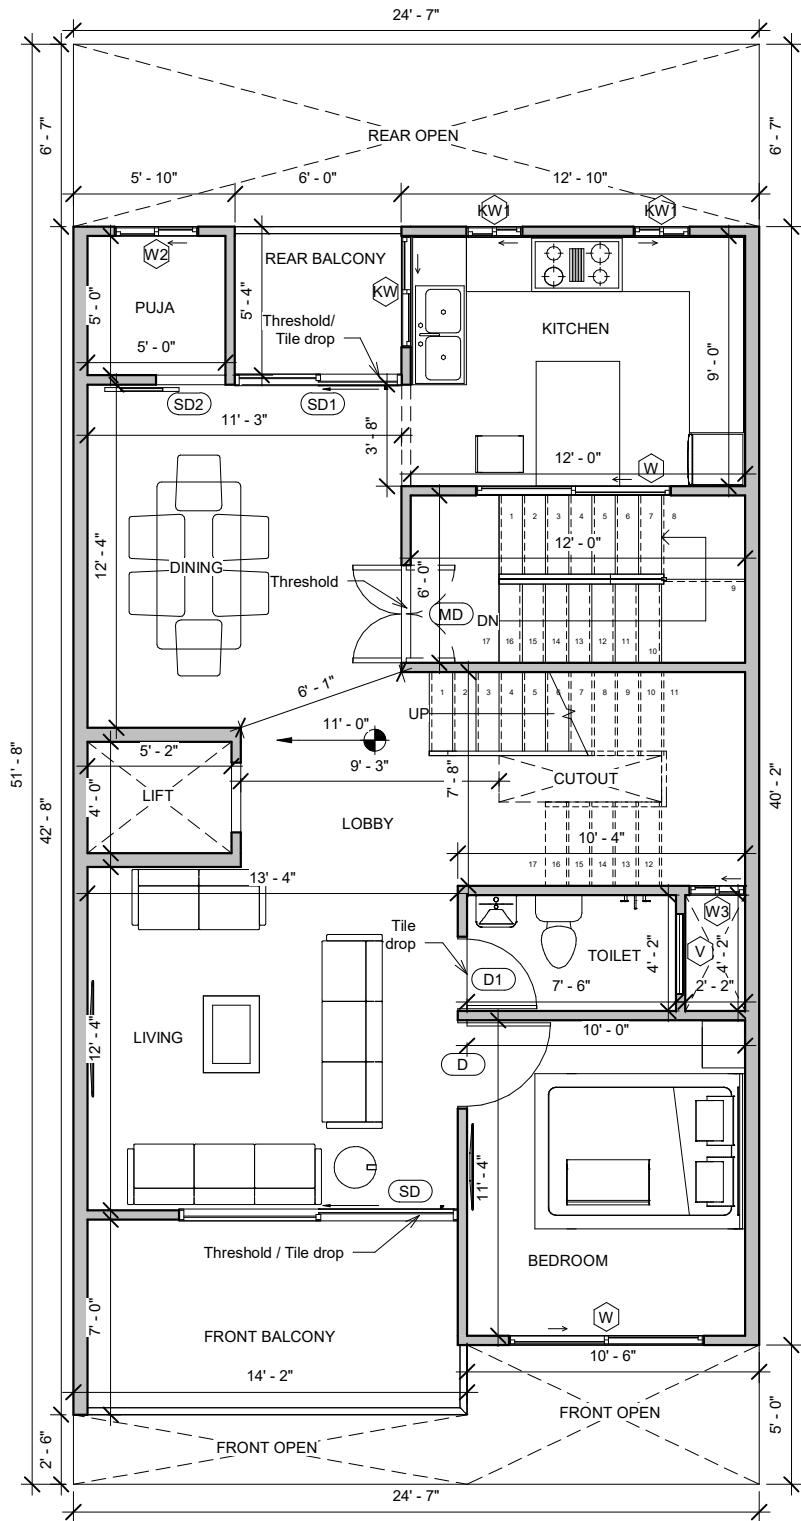 24' - 7"
6' - 7"
6' - 7"
REAR OPEN
5' - 10"
6' - 0"
12' - 10"
KW1
KW1
W2
REAR BALCONY
PUJA
5' - 0"
5' - 0"
5' - 4"
KW
Threshold/
Tile drop
KITCHEN
9' - 0"
SD2
SD1
11' - 3"
3' - 8"
12' - 0"
W
1 2 3 4 5 6 7 8
12' - 0"
12' - 4"
DINING
Threshold
6' - 0"
MD
DN
9
17 16 15 14 13 12 11 10
6' - 1"
1 2 3 4 5 6 7 8 9 10 11
UP
11' - 0"
9' - 3"
51' - 8"
42' - 8"
40' - 2"
5' - 2"
4' - 0"
LIFT
7' - 8"
CUTOUT
LOBBY
10' - 4"
17 16 15 14 13 12
13' - 4"
W3
Tile
drop
TOILET
4' - 2"
V
4' - 2"
D1
7' - 6"
2' - 2"
LIVING
12' - 4"
10' - 0"
D
11' - 4"
SD
Threshold / Tile drop
BEDROOM
W
7' - 0"
FRONT BALCONY
14' - 2"
10' - 6"
FRONT OPEN
5' - 0"
2' - 6"
FRONT OPEN
24' - 7"